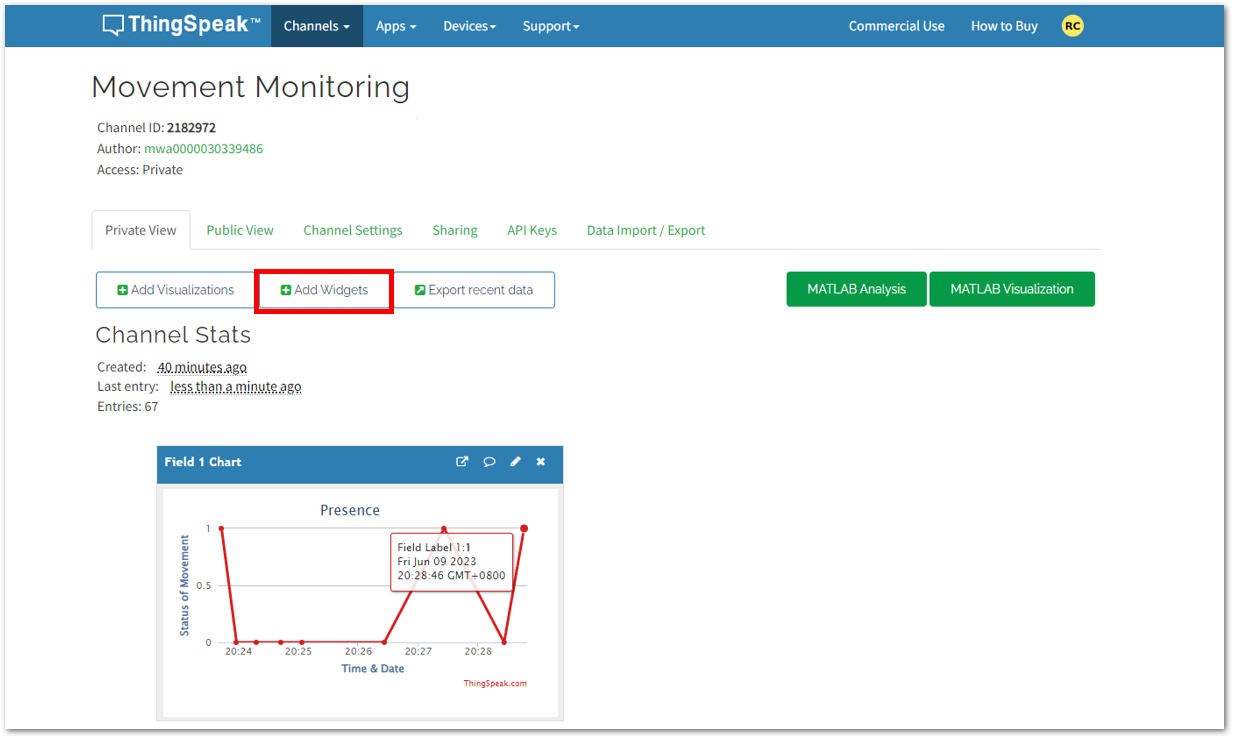 ThingSpeak™ Channels Apps Devices Support Commercial Use How to Buy RC
Movement Monitoring
Channel ID: 2182972
Author: mwa0000030339486
Access: Private
Private View Public View Channel Settings Sharing API Keys Data Import / Export
Add Visualizations Add Widgets Export recent data MATLAB Analysis MATLAB Visualization
Channel Stats
Created: 40 minutes ago
Last entry: less than a minute ago
Entries: 67
Field 1 Chart
Presence
Status of Movement
1
0.5
0
Field Label 1:1
Fri Jun 09 2023
20:28:46 GMT+0800
20:24 20:25 20:26 20:27 20:28
Time & Date
ThingSpeak.com